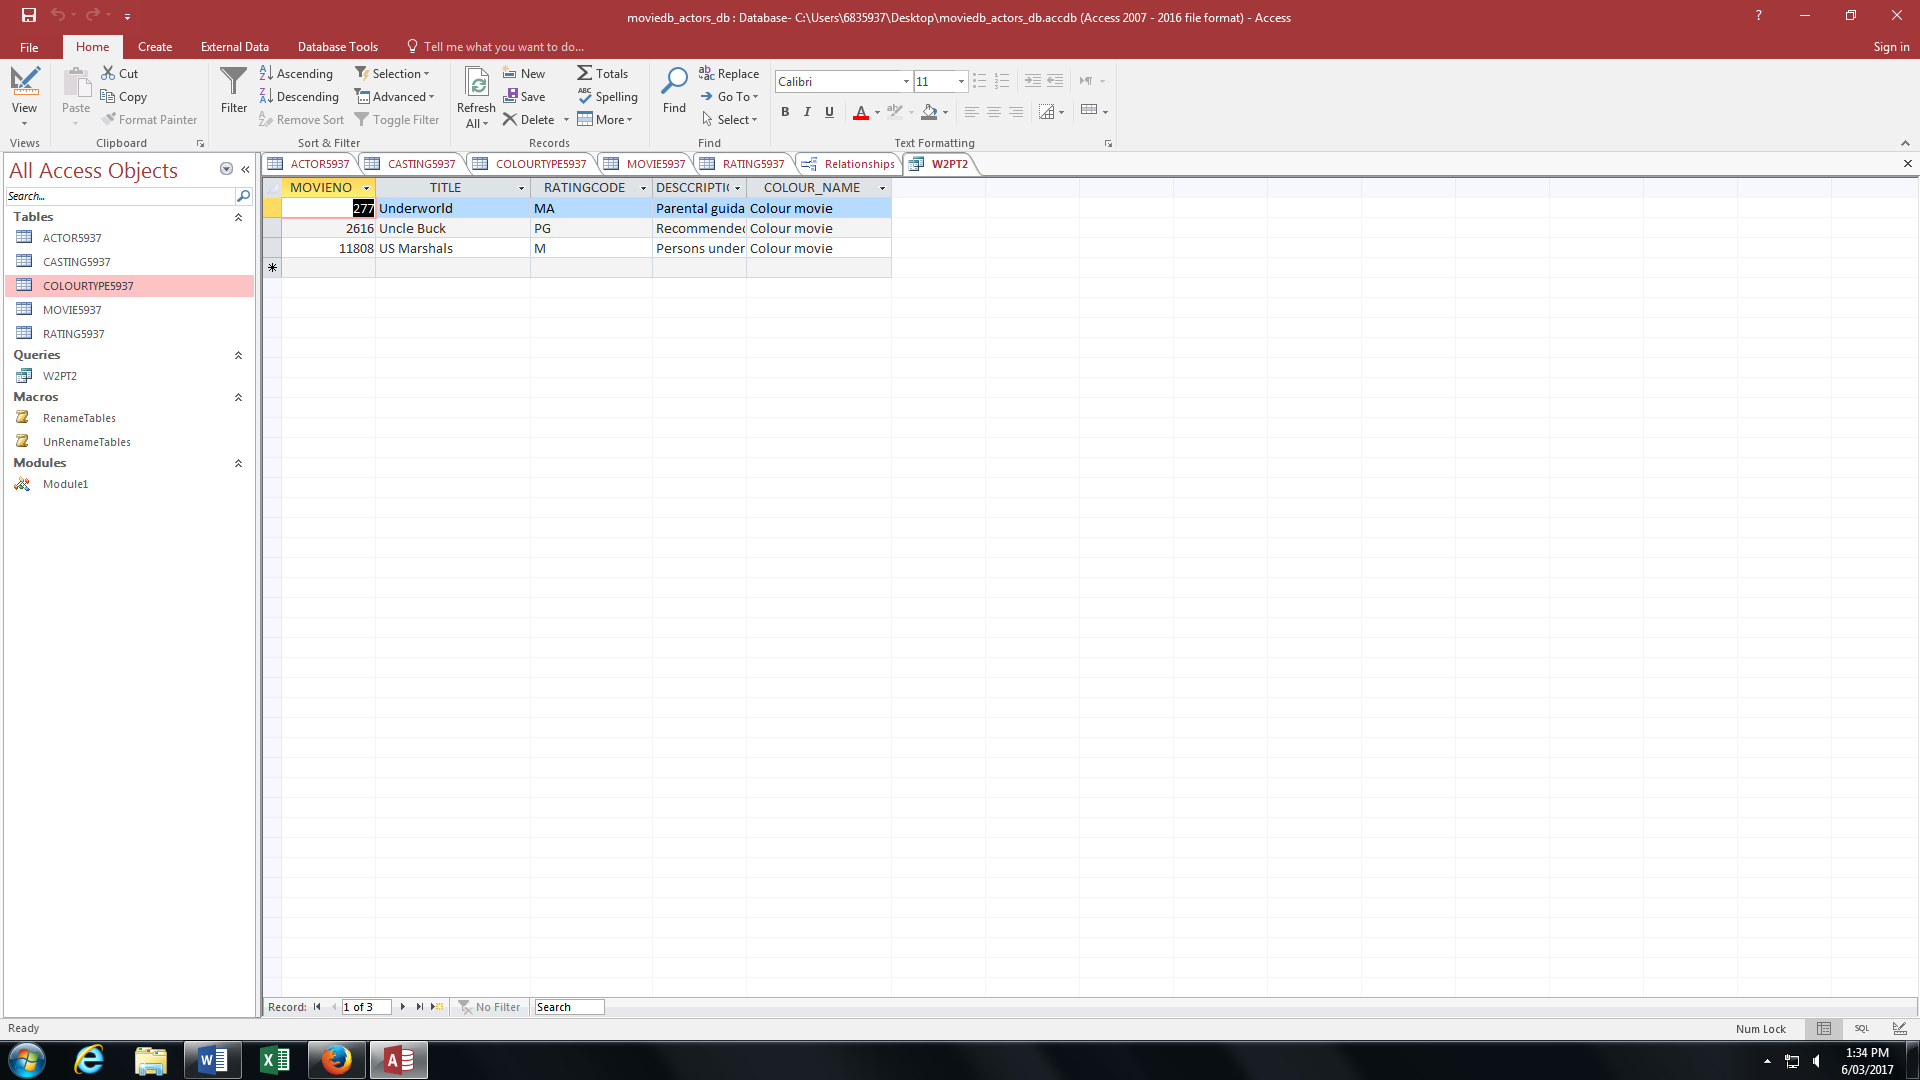 moviedb_actors_db : Database- C:\Users\6835937\Desktop\moviedb_actors_db.accdb (Access 2007 - 2016 file format) - Access
?
File Home Create External Data Database Tools Tell me what you want to do... Sign in
View
Views
Paste
Cut
Copy
Format Painter
Clipboard
Filter
Ascending
Descending
Remove Sort
Selection
Advanced
Toggle Filter
Sort & Filter
Refresh
All
New
Save
Delete
Totals
Spelling
More
Records
Find
Replace
Go To
Select
Find
Calibri 11
B I U A
Text Formatting
All Access Objects
Search...
Tables
ACTOR5937
CASTING5937
COLOURTYPE5937
MOVIE5937
RATING5937
Queries
W2PT2
Macros
RenameTables
UnRenameTables
Modules
Module1
ACTOR5937 CASTING5937 COLOURTYPE5937 MOVIE5937 RATING5937 Relationships W2PT2
MOVIENO TITLE RATINGCODE DESCCRIPTI COLOUR_NAME
277 Underworld MA Parental guida Colour movie
2616 Uncle Buck PG Recommended Colour movie
11808 US Marshals M Persons under Colour movie
Record: 1 of 3 No Filter Search
Ready Num Lock SQL
1:34 PM
6/03/2017